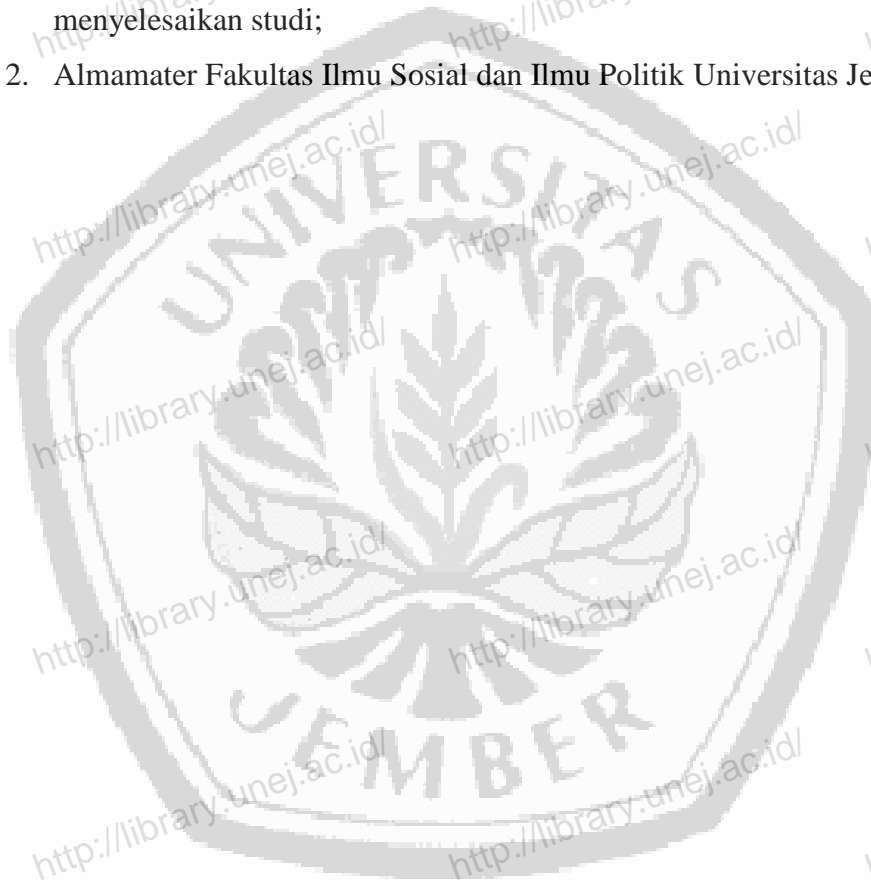 menyelesaikan studi;
2. Almamater Fakultas Ilmu Sosial dan Ilmu Politik Universitas Je
http://library.unej.ac.id/
http://library.unej.ac.id/
UNIVERSITAS
http://library.unej.ac.id/
http://library.unej.ac.id/
http://library.unej.ac.id/
http://library.unej.ac.id/
JEMBER
http://library.unej.ac.id/
http://library.unej.ac.id/